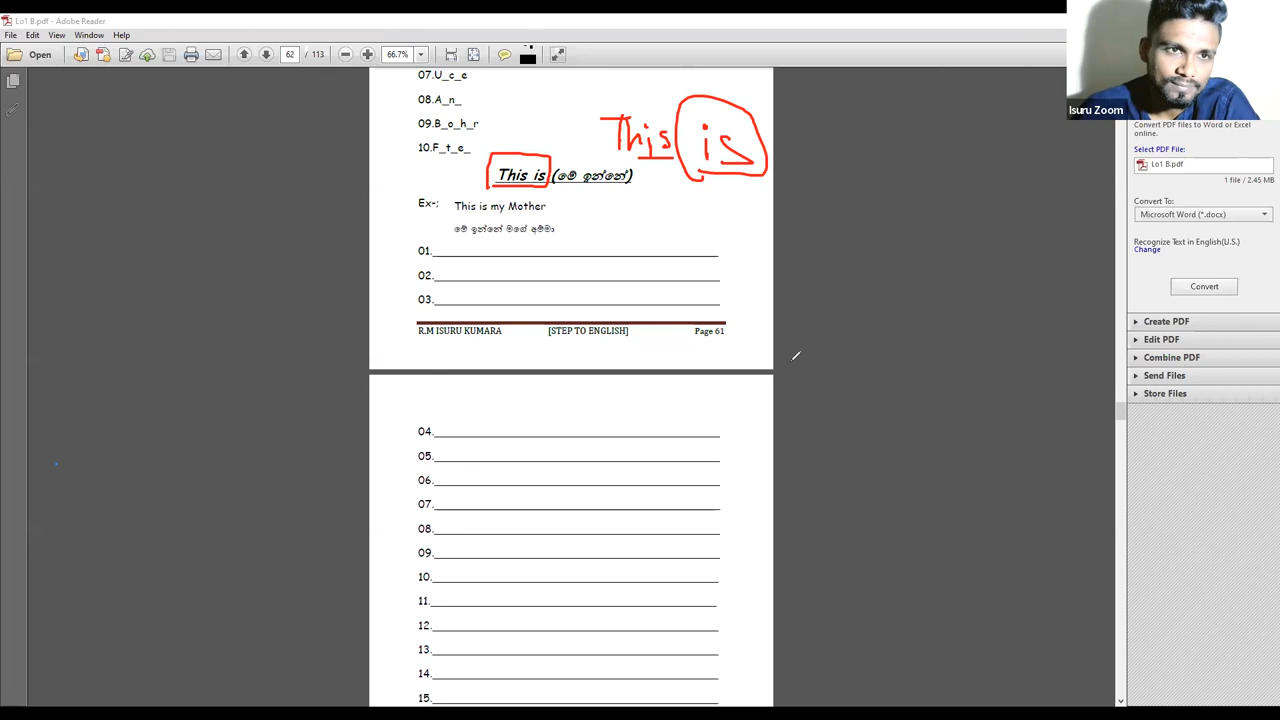 Lo1 B.pdf - Adobe Reader
File Edit View Window Help
Open 62 / 113 66.7%
Isuru Zoom
Convert PDF files to Word or Excel
online.
Select PDF File:
Lo1 B.pdf
1 file / 2.45 MB
Convert To:
Microsoft Word (*.docx)
Recognize Text in English(U.S.)
Change
Convert
Create PDF
Edit PDF
Combine PDF
Send Files
Store Files
07.U_c_e
08.A_n_
09.B_o_h_r
10.F_t_e_
This is
This is (මේ ඉන්නේ)
Ex-; This is my Mother
මේ ඉන්නේ මගේ අම්මා
01.
02.
03.
R.M ISURU KUMARA [STEP TO ENGLISH] Page 61
04.
05.
06.
07.
08.
09.
10.
11.
12.
13.
14.
15.